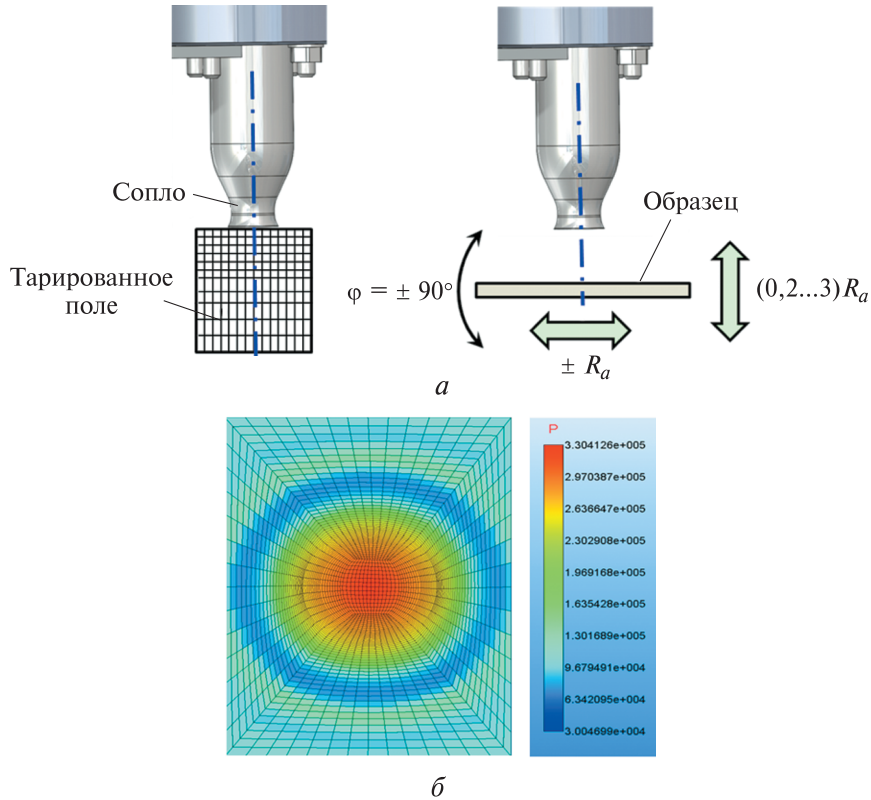 Сопло
Тарированное
поле
φ = ± 90°
Образец
(0,2...3) Rₐ
± Rₐ
а
P
3.304126e+005
2.970387e+005
2.636647e+005
2.302908e+005
1.969168e+005
1.635428e+005
1.301689e+005
9.679491e+004
6.342095e+004
3.004699e+004
б